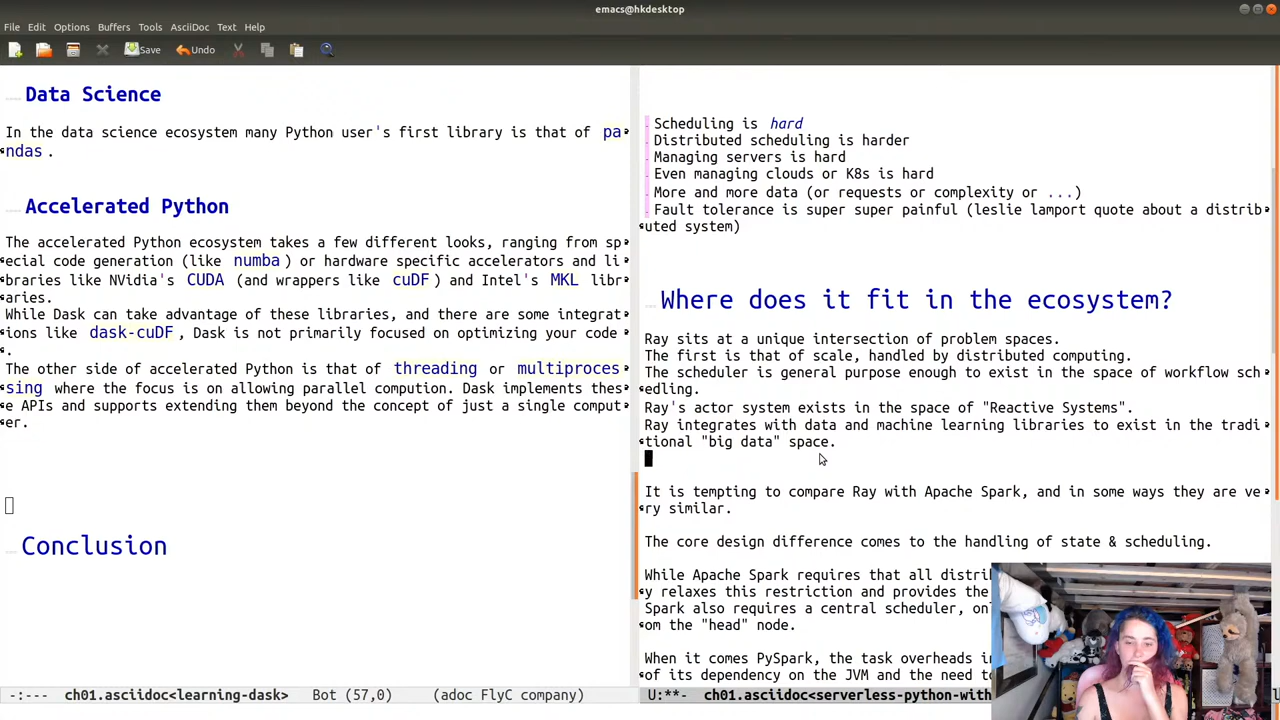 emacs@hkdesktop
File Edit Options Buffers Tools AsciiDoc Text Help
Save Undo
Data Science
In the data science ecosystem many Python user's first library is that of pa
ndas.
Accelerated Python
The accelerated Python ecosystem takes a few different looks, ranging from sp
ecial code generation (like numba) or hardware specific accelerators and li
braries like NVidia's CUDA (and wrappers like cuDF) and Intel's MKL libr
aries.
While Dask can take advantage of these libraries, and there are some integrat
ions like dask-cuDF, Dask is not primarily focused on optimizing your code
.
The other side of accelerated Python is that of threading or multiproces
sing where the focus is on allowing parallel compution. Dask implements thes
e APIs and supports extending them beyond the concept of just a single comput
er.
Conclusion
-:--- ch01.asciidoc<learning-dask> Bot (57,0) (adoc FlyC company)
. Scheduling is hard
. Distributed scheduling is harder
. Managing servers is hard
. Even managing clouds or K8s is hard
. More and more data (or requests or complexity or ...)
. Fault tolerance is super super painful (leslie lamport quote about a distrib
uted system)
Where does it fit in the ecosystem?
Ray sits at a unique intersection of problem spaces.
The first is that of scale, handled by distributed computing.
The scheduler is general purpose enough to exist in the space of workflow sch
edling.
Ray's actor system exists in the space of "Reactive Systems".
Ray integrates with data and machine learning libraries to exist in the tradi
tional "big data" space.
It is tempting to compare Ray with Apache Spark, and in some ways they are ve
ry similar.
The core design difference comes to the handling of state & scheduling.
While Apache Spark requires that all distri
y relaxes this restriction and provides the
Spark also requires a central scheduler, on
om the "head" node.
When it comes PySpark, the task overheads i
of its dependency on the JVM and the need to
U:**- ch01.asciidoc<serverless-python-with